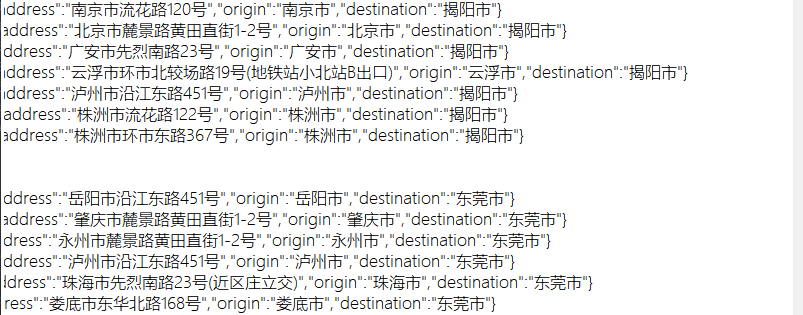 address":"南京市流花路120号","origin":"南京市","destination":"揭阳市"}
address":"北京市麓景路黄田直街1-2号","origin":"北京市","destination":"揭阳市"}
address":"广安市先烈南路23号","origin":"广安市","destination":"揭阳市"}
address":"云浮市环市北较场路19号(地铁站小北站B出口)","origin":"云浮市","destination":"揭阳市"}
address":"泸州市沿江东路451号","origin":"泸州市","destination":"揭阳市"}
address":"株洲市流花路122号","origin":"株洲市","destination":"揭阳市"}
address":"株洲市环市东路367号","origin":"株洲市","destination":"揭阳市"}
ddress":"岳阳市沿江东路451号","origin":"岳阳市","destination":"东莞市"}
address":"肇庆市麓景路黄田直街1-2号","origin":"肇庆市","destination":"东莞市"}
ddress":"永州市麓景路黄田直街1-2号","origin":"永州市","destination":"东莞市"}
ddress":"泸州市沿江东路451号","origin":"泸州市","destination":"东莞市"}
ddress":"珠海市先烈南路23号(近区庄立交)","origin":"珠海市","destination":"东莞市"}
ress":"娄底市东华北路168号","origin":"娄底市","destination":"东莞市"}